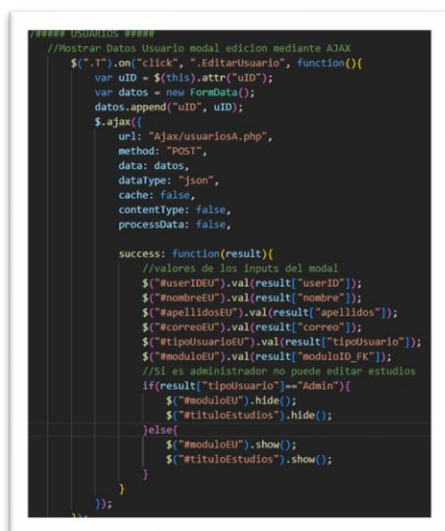 /##### USUARIOS #####
//Mostrar Datos Usuario modal edicion mediante AJAX
$(".T").on("click", ".EditarUsuario", function(){
var uID = $(this).attr("uID");
var datos = new FormData();
datos.append("uID", uID);
$.ajax({
url: "Ajax/usuariosA.php",
method: "POST",
data: datos,
dataType: "json",
cache: false,
contentType: false,
processData: false,
success: function(result){
//valores de los inputs del modal
$("#userIDEU").val(result["userID"]);
$("#nombreEU").val(result["nombre"]);
$("#apellidosEU").val(result["apellidos"]);
$("#correoEU").val(result["correo"]);
$("#tipoUsuarioEU").val(result["tipoUsuario"]);
$("#moduloEU").val(result["moduloID_FK"]);
//Si es administrador no puede editar estudios
if(result["tipoUsuario"]=="Admin"){
$("#moduloEU").hide();
$("#tituloEstudios").hide();
}else{
$("#moduloEU").show();
$("#tituloEstudios").show();
}
}
});
});